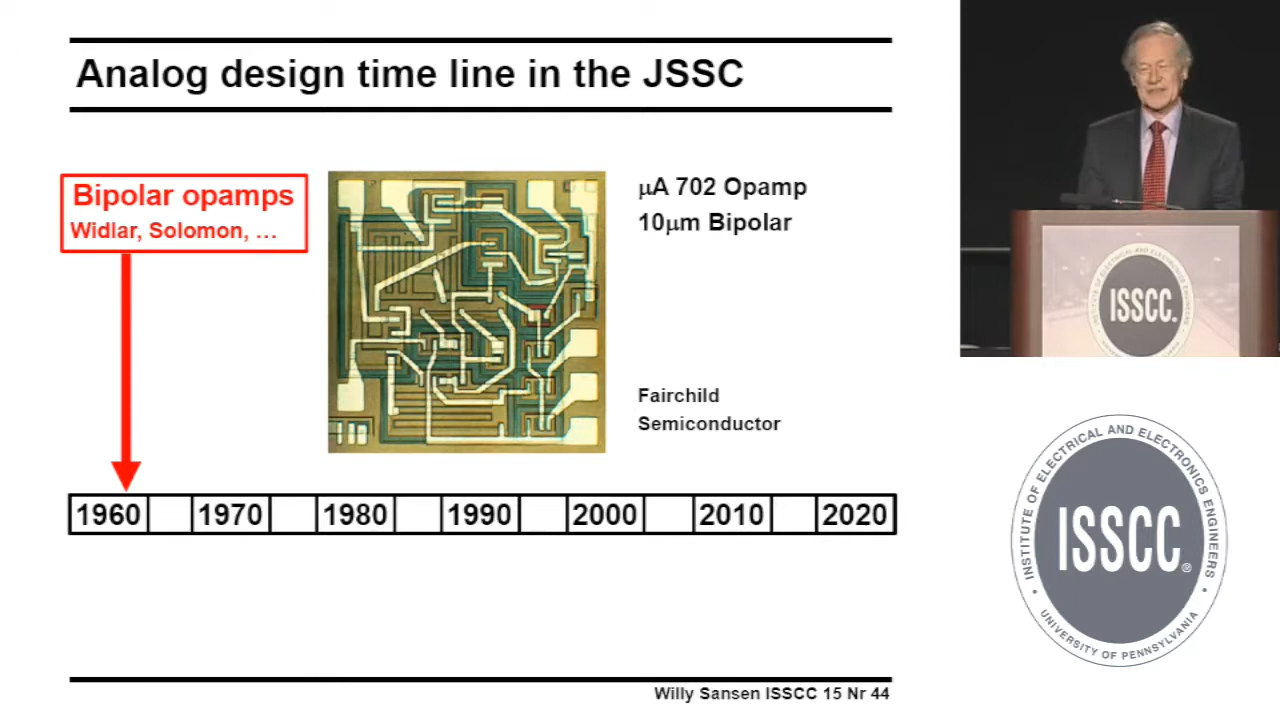 Analog design time line in the JSSC
Bipolar opamps
Widlar, Solomon, …
µA 702 Opamp
10µm Bipolar
Fairchild
Semiconductor
1960 1970 1980 1990 2000 2010 2020
Willy Sansen ISSCC 15 Nr 44
ISSCC.
INSTITUTE OF ELECTRICAL AND ELECTRONICS ENGINEERS
ISSCC®
UNIVERSITY OF PENNSYLVANIA